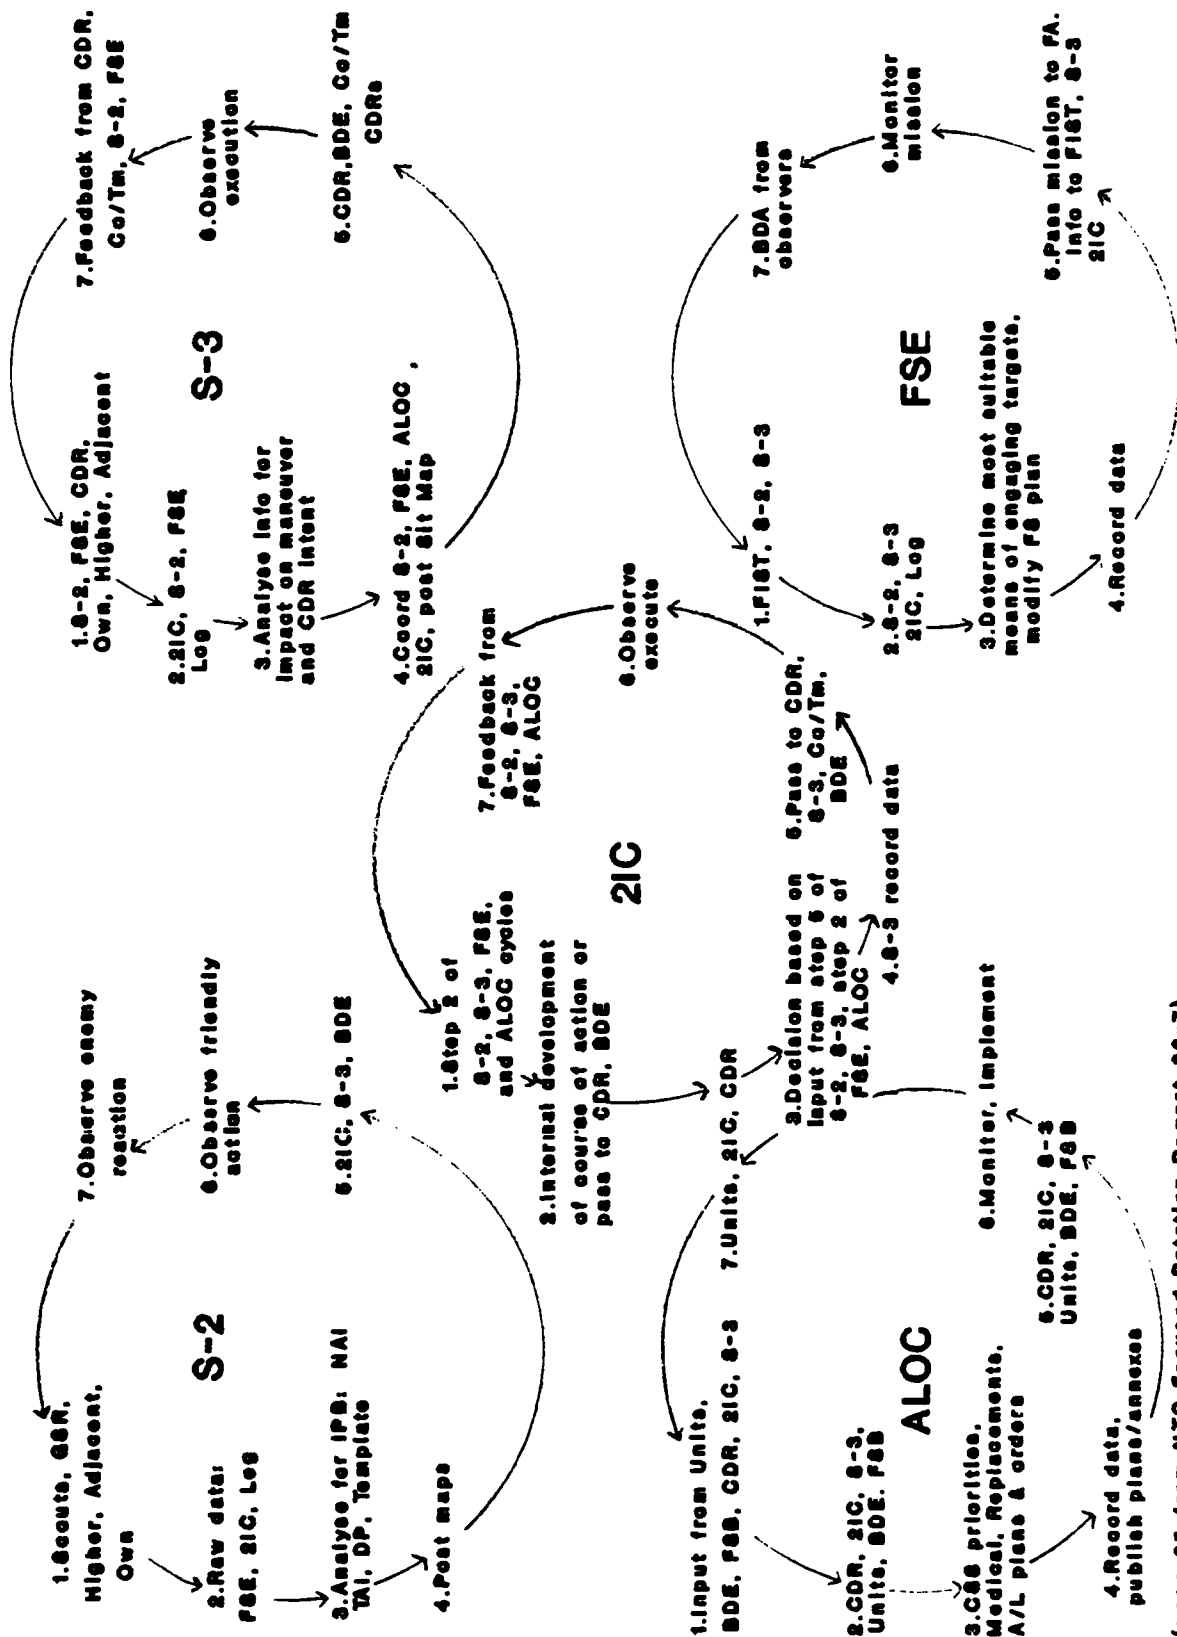 S-2
1.Scouts, GSR,
Higher, Adjacent,
Own
2.Raw data:
FSE, 2IC, Log
3.Analyse for IPB: NAI
TAI, DP, Template
4.Post maps
5.2IC, S-3, BDE
6.Observe friendly
action
7.Observe enemy
reaction
S-3
1.S-2, FSE, CDR,
Own, Higher, Adjacent
2.2IC, S-2, FSE
Log
3.Analyse info for
impact on maneuver
and CDR intent
4.Coord S-2, FSE, ALOC ,
2IC, post Sit Map
5.CDR,BDE, Co/Tm
CDRs
6.Observe
execution
7.Feedback from CDR,
Co/Tm, S-2, FSE
2IC
1.Step 2 of
S-2, S-3, FSE,
and ALOC cycles
2.Internal development
of course of action or
pass to CDR, BDE
3.Decision based on
input from step 5 of
S-2, S-3, step 2 of
FSE, ALOC
4.S-3 record data
5.Pass to CDR,
S-3, Co/Tm,
BDE
6.Observe
execute
7.Feedback from
S-2, S-3,
FSE, ALOC
ALOC
1.Input from Units,
BDE, FSB, CDR, 2IC, S-3
2.CDR, 2IC, S-3,
Units, BDE, FSB
3.CSS priorities,
Medical, Replacements,
A/L plans & orders
4.Record data,
publish plans/annexes
5.CDR, 2IC, S-3
Units, BDE, FSB
6.Monitor, implement
7.Units, 2IC, CDR
FSE
1.FIST, S-2, S-3
2.S-2, S-3
2IC, Log
3.Determine most suitable
means of engaging targets,
modify FS plan
4.Record data
5.Pass mission to FA.
Info to FIST, S-3
2IC
6.Monitor
mission
7.BDA from
observers